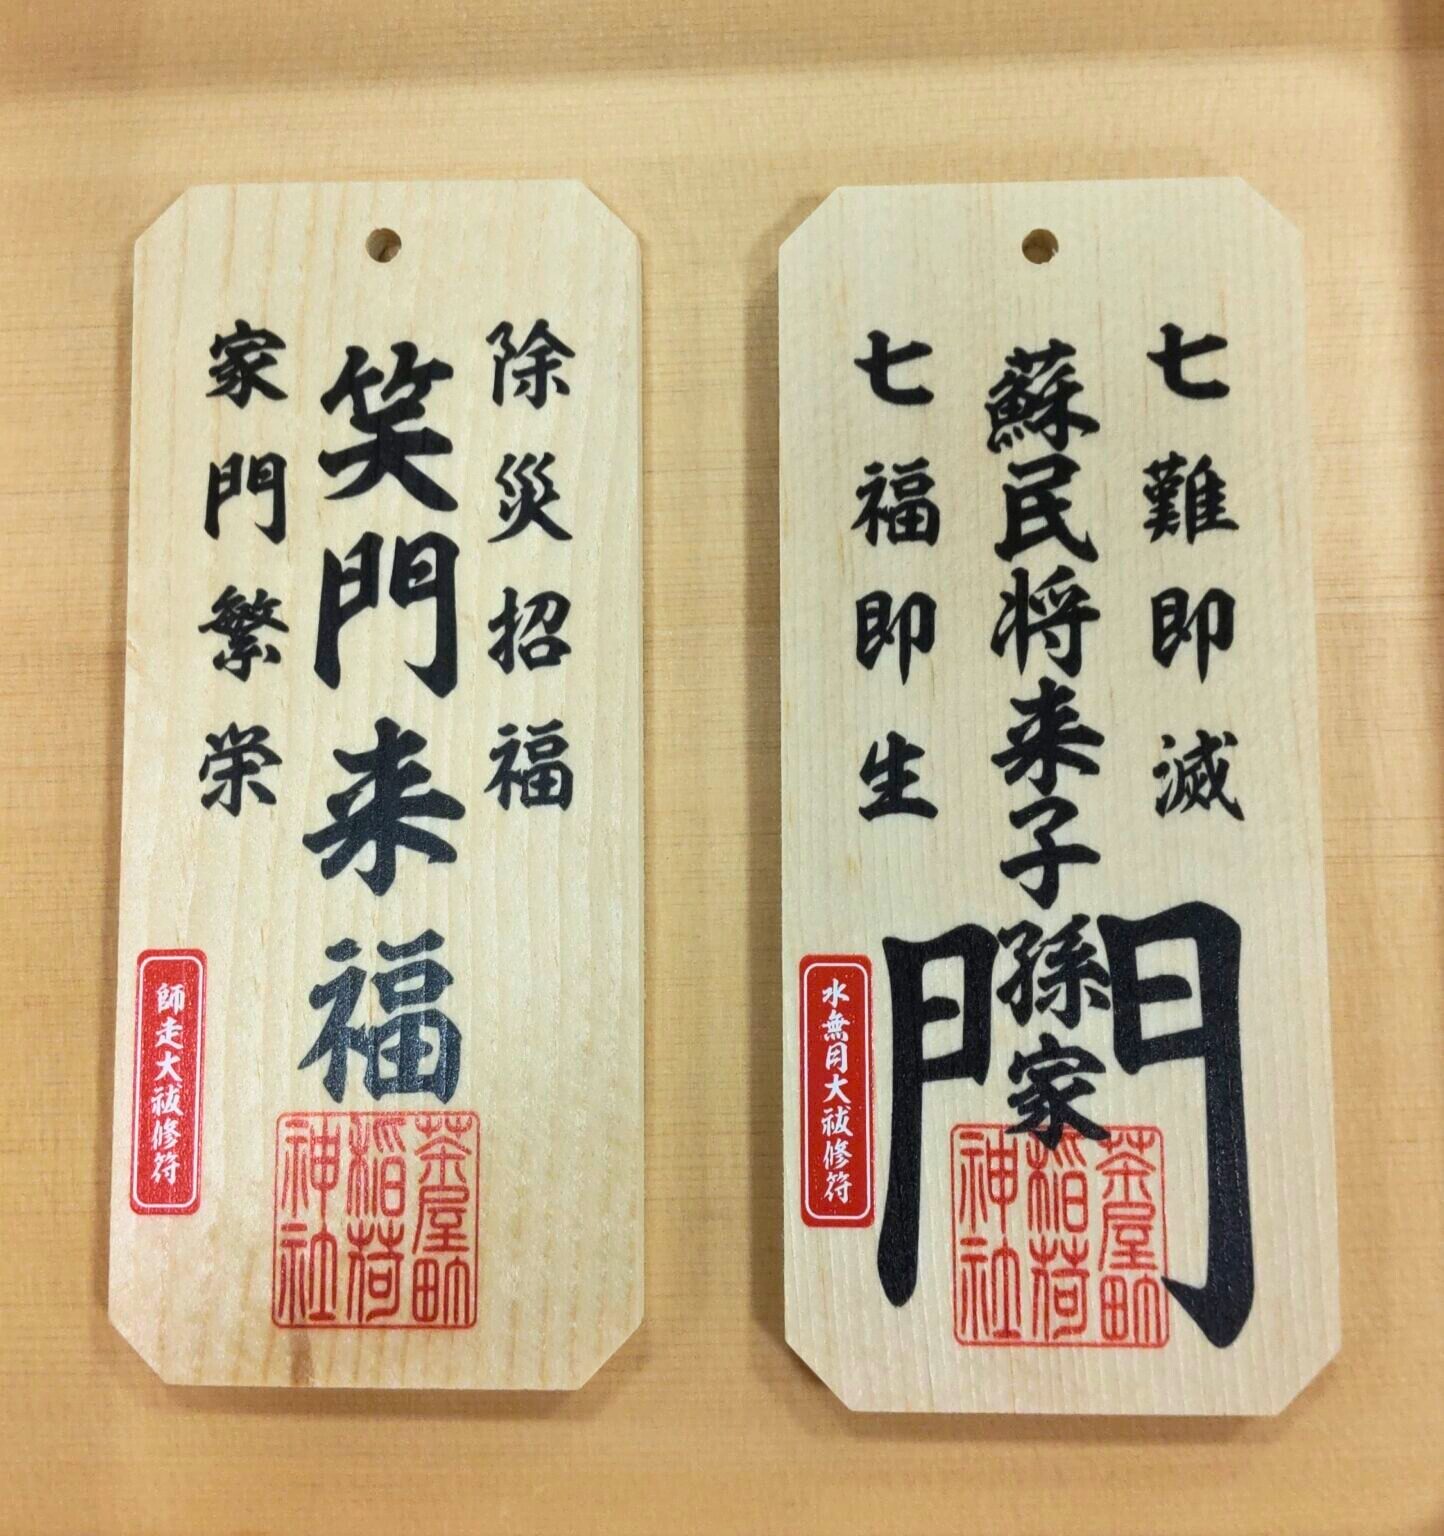 除災招福
笑門来福
家門繁栄
師走大祓修符
茶屋町
稲荷
神社
七難即滅
蘇民将来子孫家門
七福即生
水無月大祓修符
茶屋町
稲荷
神社